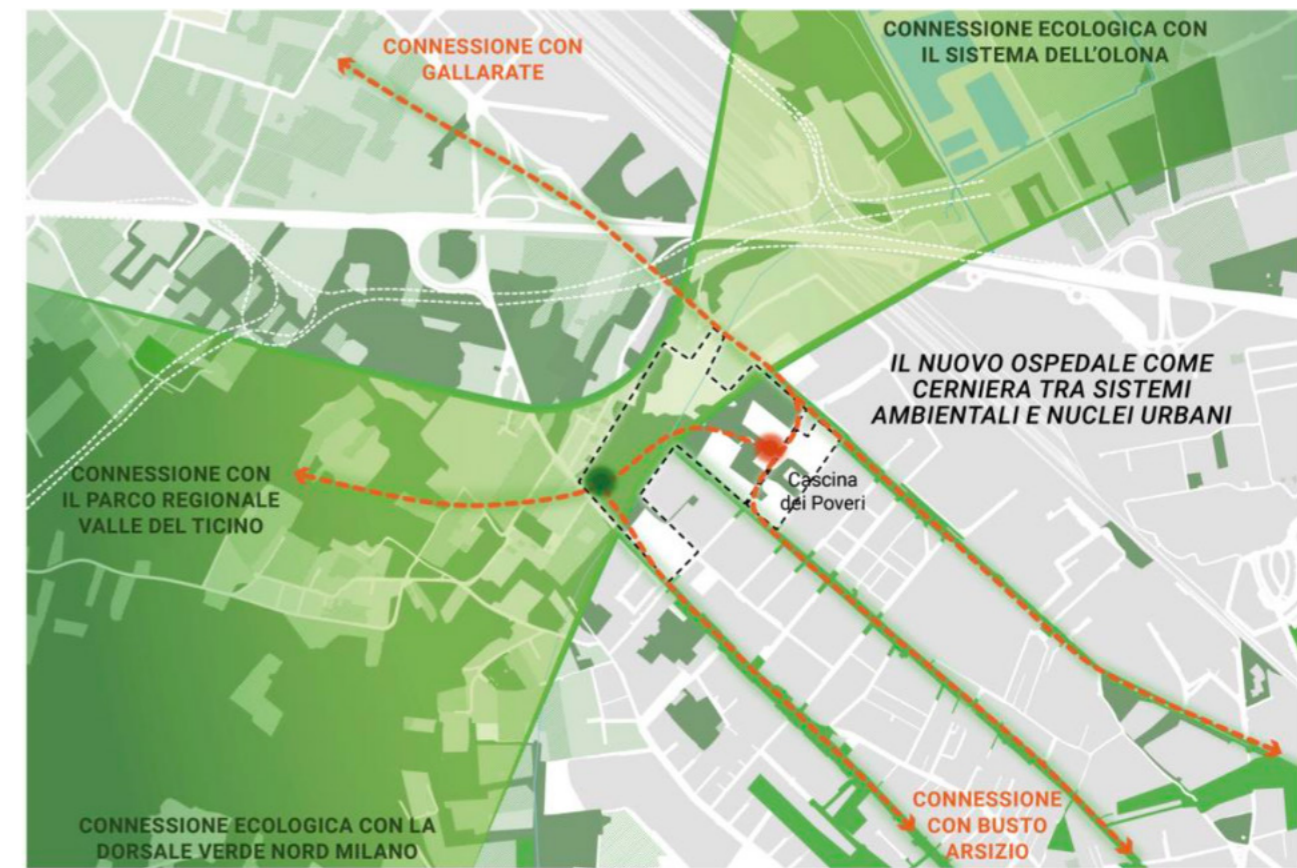 CONNESSIONE CON
GALLARATE
CONNESSIONE ECOLOGICA CON
IL SISTEMA DELL'OLONA
IL NUOVO OSPEDALE COME
CERNIERA TRA SISTEMI
AMBIENTALI E NUCLEI URBANI
CONNESSIONE CON
IL PARCO REGIONALE
VALLE DEL TICINO
Cascina
dei Poveri
CONNESSIONE
CON BUSTO
ARSIZIO
CONNESSIONE ECOLOGICA CON LA
DORSALE VERDE NORD MILANO